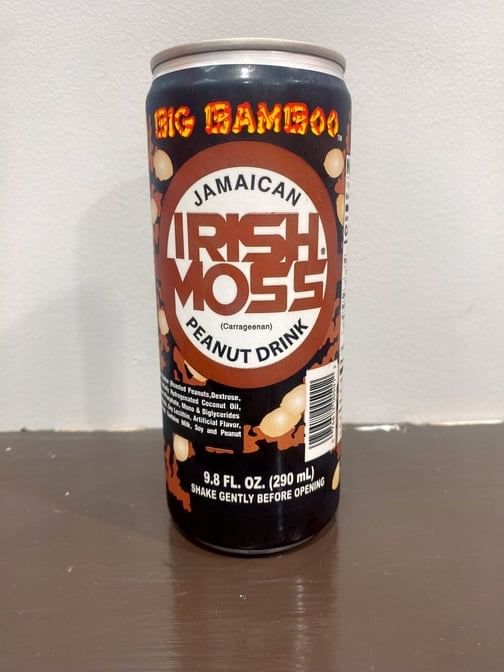 BIG BAMBOO™
JAMAICAN
IRISH®
MOSS
(Carrageenan)
PEANUT DRINK
Roasted Peanuts, Dextrose,
Hydrogenated Coconut Oil,
Mono & Diglycerides
Lecithin, Artificial Flavor,
Milk, Soy and Peanut
9.8 FL. OZ. (290 mL)
SHAKE GENTLY BEFORE OPENING